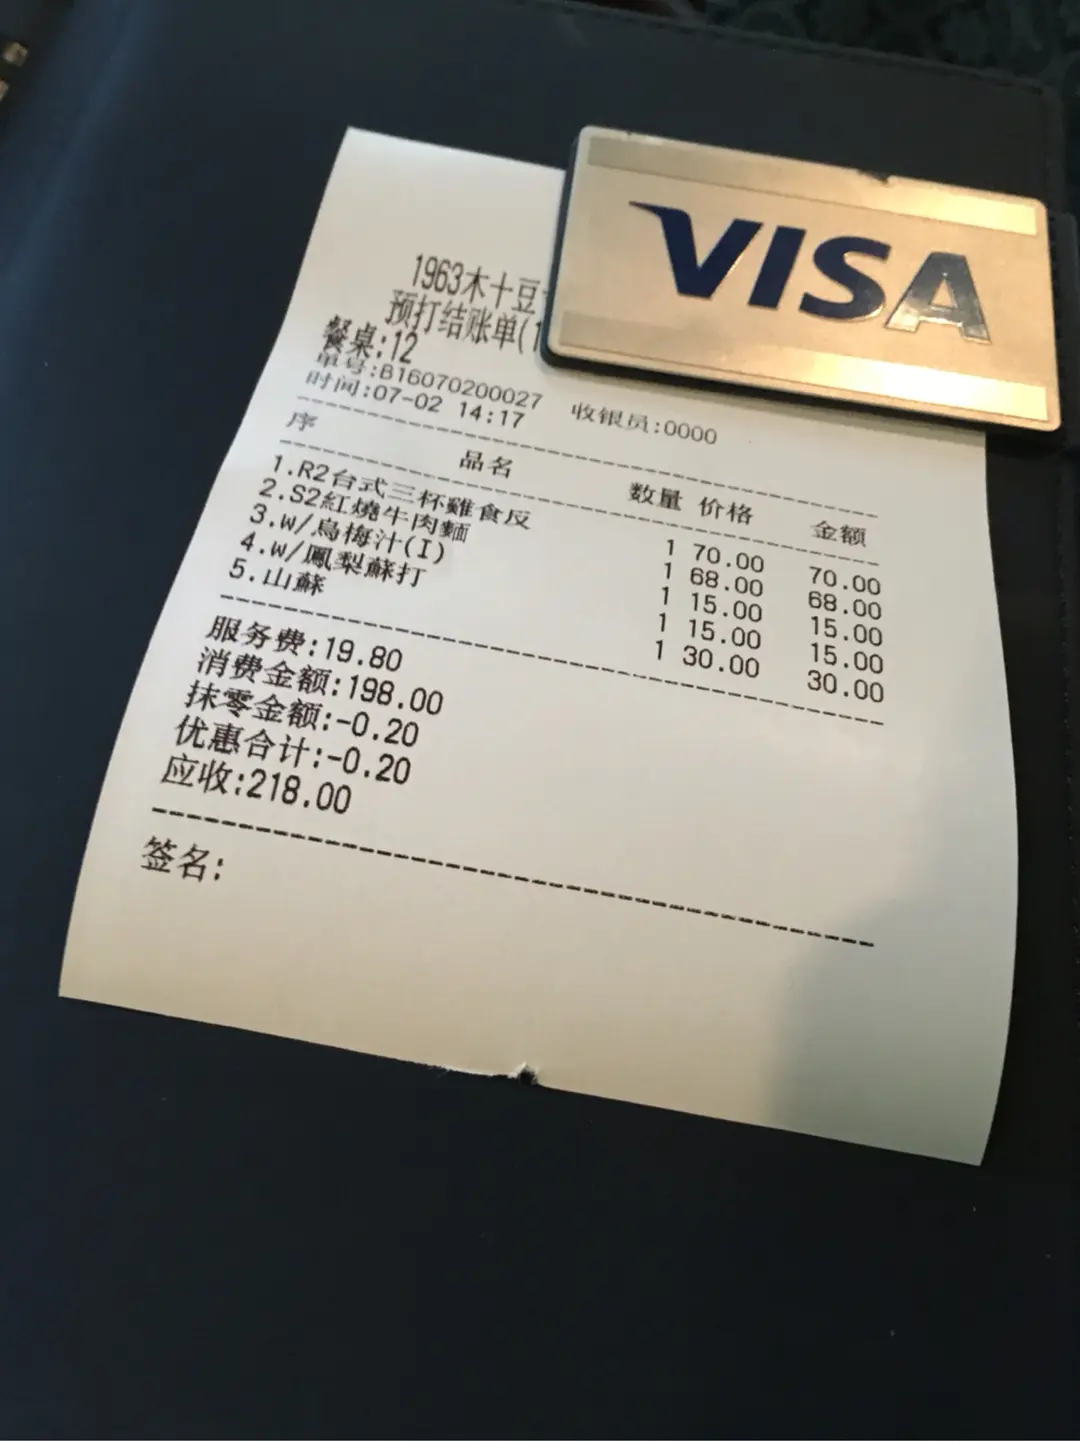 VISA
1963木十豆
预打结账单(1
餐桌:12
单号:B16070200027 收银员:0000
时间:07-02 14:17
序 品名 数量 价格 金额
1.R2台式三杯雞食反 1 70.00 70.00
2.S2紅燒牛肉麵 1 68.00 68.00
3.w/烏梅汁(I) 1 15.00 15.00
4.w/鳳梨蘇打 1 15.00 15.00
5.山蘇 1 30.00 30.00
服务费:19.80
消费金额:198.00
抹零金额:-0.20
优惠合计:-0.20
应收:218.00
签名: